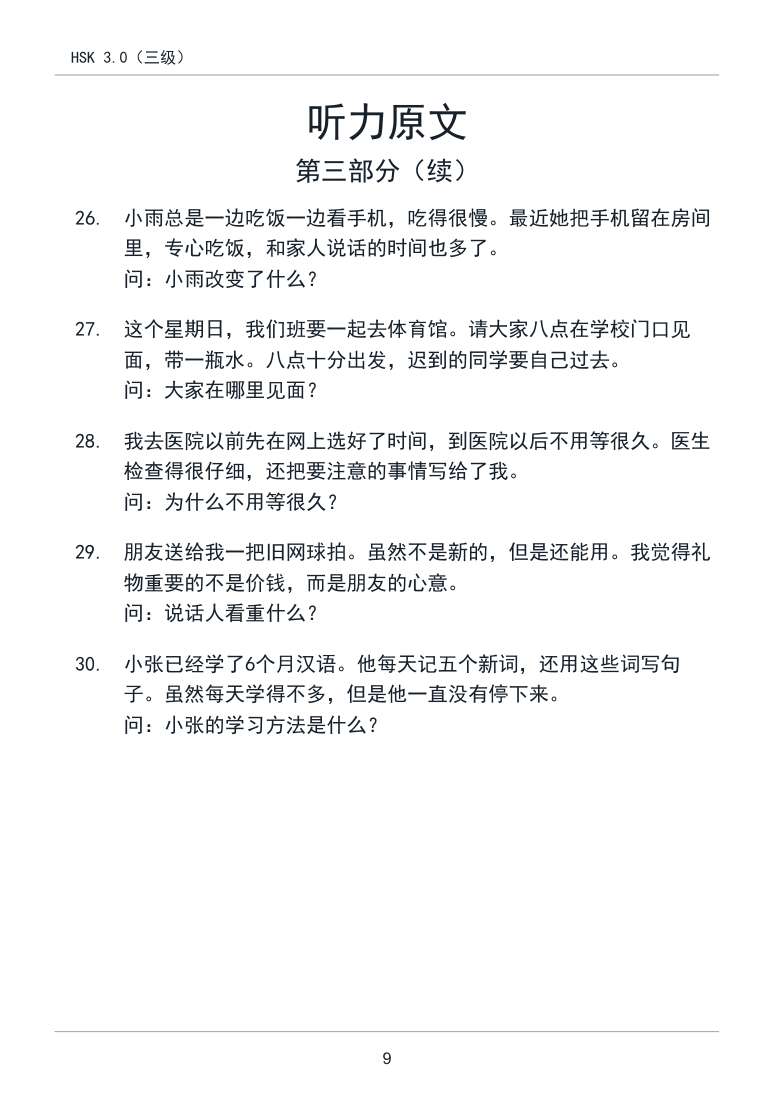 HSK 3.0（三级）
听力原文
第三部分（续）
26. 小雨总是一边吃饭一边看手机，吃得很慢。最近她把手机留在房间
里，专心吃饭，和家人说话的时间也多了。
问：小雨改变了什么？
27. 这个星期日，我们班要一起去体育馆。请大家八点在学校门口见
面，带一瓶水。八点十分出发，迟到的同学要自己过去。
问：大家在哪里见面？
28. 我去医院以前先在网上选好了时间，到医院以后不用等很久。医生
检查得很仔细，还把要注意的事情写给了我。
问：为什么不用等很久？
29. 朋友送给我一把旧网球拍。虽然不是新的，但是还能用。我觉得礼
物重要的不是价钱，而是朋友的心意。
问：说话人看重什么？
30. 小张已经学了6个月汉语。他每天记五个新词，还用这些词写句
子。虽然每天学得不多，但是他一直没有停下来。
问：小张的学习方法是什么？
9